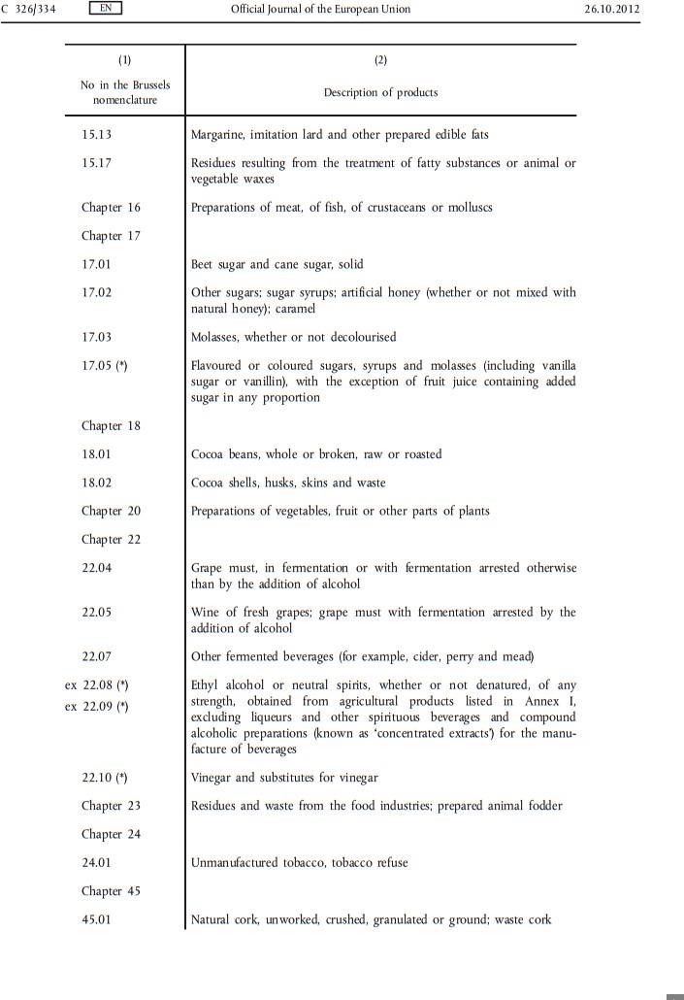 C 326/334 EN Official Journal of the European Union 26.10.2012
(1) (2)
No in the Brussels
nomenclature
Description of products
15.13 Margarine, imitation lard and other prepared edible fats
15.17 Residues resulting from the treatment of fatty substances or animal or
vegetable waxes
Chapter 16 Preparations of meat, of fish, of crustaceans or molluscs
Chapter 17
17.01 Beet sugar and cane sugar, solid
17.02 Other sugars; sugar syrups; artificial honey (whether or not mixed with
natural honey); caramel
17.03 Molasses, whether or not decolourised
17.05 (*) Flavoured or coloured sugars, syrups and molasses (including vanilla
sugar or vanillin), with the exception of fruit juice containing added
sugar in any proportion
Chapter 18
18.01 Cocoa beans, whole or broken, raw or roasted
18.02 Cocoa shells, husks, skins and waste
Chapter 20 Preparations of vegetables, fruit or other parts of plants
Chapter 22
22.04 Grape must, in fermentation or with fermentation arrested otherwise
than by the addition of alcohol
22.05 Wine of fresh grapes; grape must with fermentation arrested by the
addition of alcohol
22.07 Other fermented beverages (for example, cider, perry and mead)
ex 22.08 (*) Ethyl alcohol or neutral spirits, whether or not denatured, of any
ex 22.09 (*) strength, obtained from agricultural products listed in Annex I,
excluding liqueurs and other spirituous beverages and compound
alcoholic preparations (known as ‘concentrated extracts’) for the manu-
facture of beverages
22.10 (*) Vinegar and substitutes for vinegar
Chapter 23 Residues and waste from the food industries; prepared animal fodder
Chapter 24
24.01 Unmanufactured tobacco, tobacco refuse
Chapter 45
45.01 Natural cork, unworked, crushed, granulated or ground; waste cork